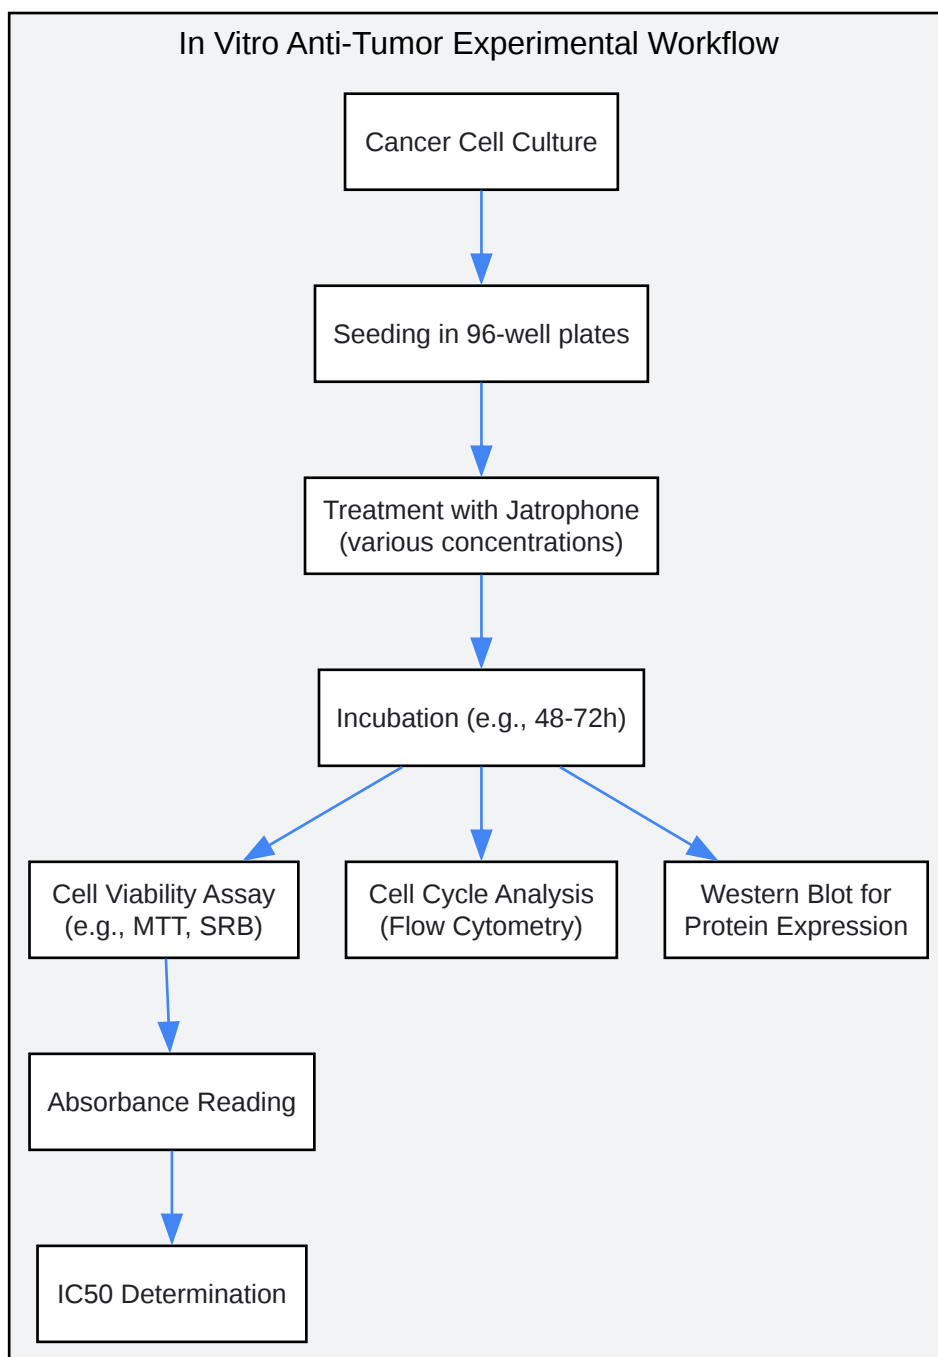 In Vitro Anti-Tumor Experimental Workflow
Cancer Cell Culture
Seeding in 96-well plates
Treatment with Jatrophone
(various concentrations)
Incubation (e.g., 48-72h)
Cell Viability Assay
(e.g., MTT, SRB)
Cell Cycle Analysis
(Flow Cytometry)
Western Blot for
Protein Expression
Absorbance Reading
IC50 Determination